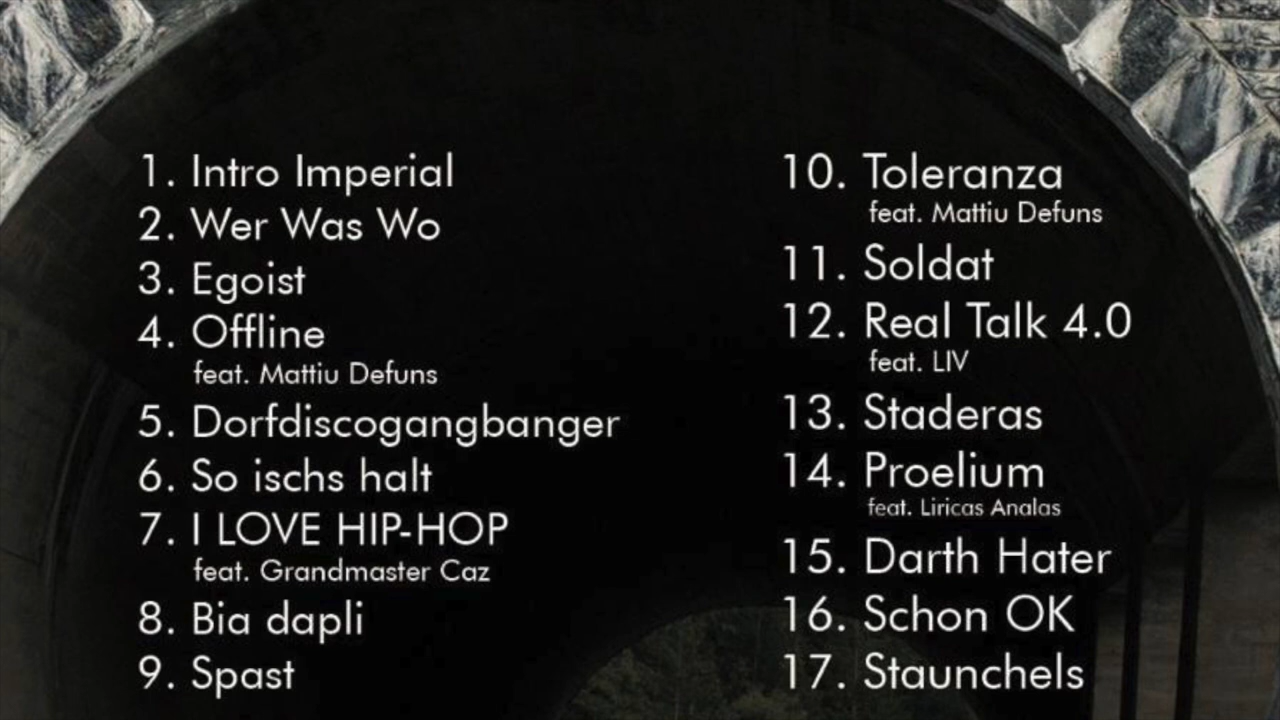 1. Intro Imperial
2. Wer Was Wo
3. Egoist
4. Offline
feat. Mattiu Defuns
5. Dorfdiscogangbanger
6. So ischs halt
7. I LOVE HIP-HOP
feat. Grandmaster Caz
8. Bia dapli
9. Spast
10. Toleranza
feat. Mattiu Defuns
11. Soldat
12. Real Talk 4.0
feat. LIV
13. Staderas
14. Proelium
feat. Liricas Analas
15. Darth Hater
16. Schon OK
17. Staunchels